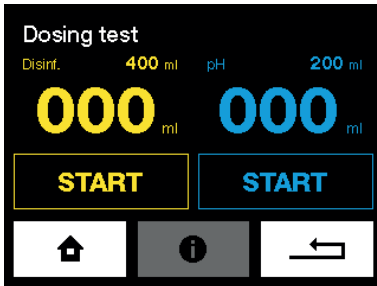 Dosing test
Disinf. 400 ml pH 200 ml
000 ml 000 ml
START START
i